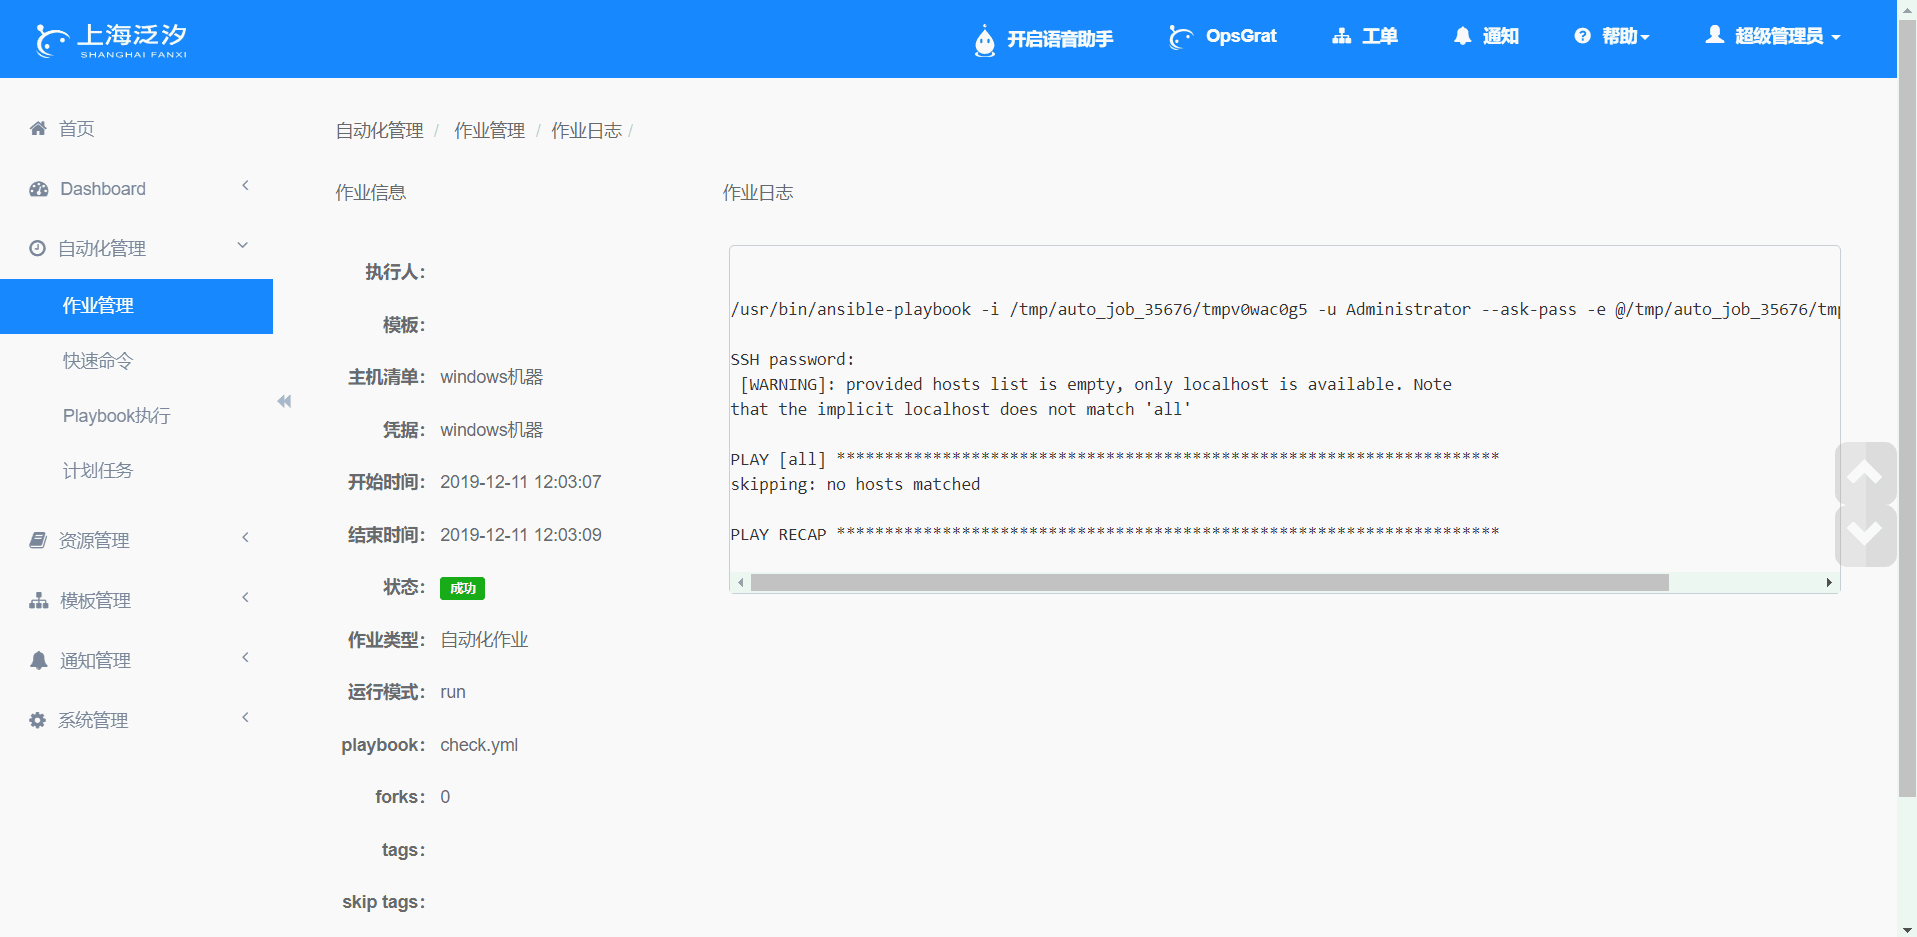 上海泛汐
SHANGHAI FANXI
开启语音助手
OpsGrat
工单
通知
帮助
超级管理员
首页
Dashboard
自动化管理
作业管理
快速命令
Playbook执行
计划任务
资源管理
模板管理
通知管理
系统管理
自动化管理 / 作业管理 / 作业日志 /
作业信息
执行人:
模板:
主机清单: windows机器
凭据: windows机器
开始时间: 2019-12-11 12:03:07
结束时间: 2019-12-11 12:03:09
状态: 成功
作业类型: 自动化作业
运行模式: run
playbook: check.yml
forks: 0
tags:
skip tags:
作业日志
/usr/bin/ansible-playbook -i /tmp/auto_job_35676/tmpv0wac0g5 -u Administrator --ask-pass -e @/tmp/auto_job_35676/tmp
SSH password:
[WARNING]: provided hosts list is empty, only localhost is available. Note
that the implicit localhost does not match 'all'
PLAY [all] *********************************************************************
skipping: no hosts matched
PLAY RECAP *********************************************************************